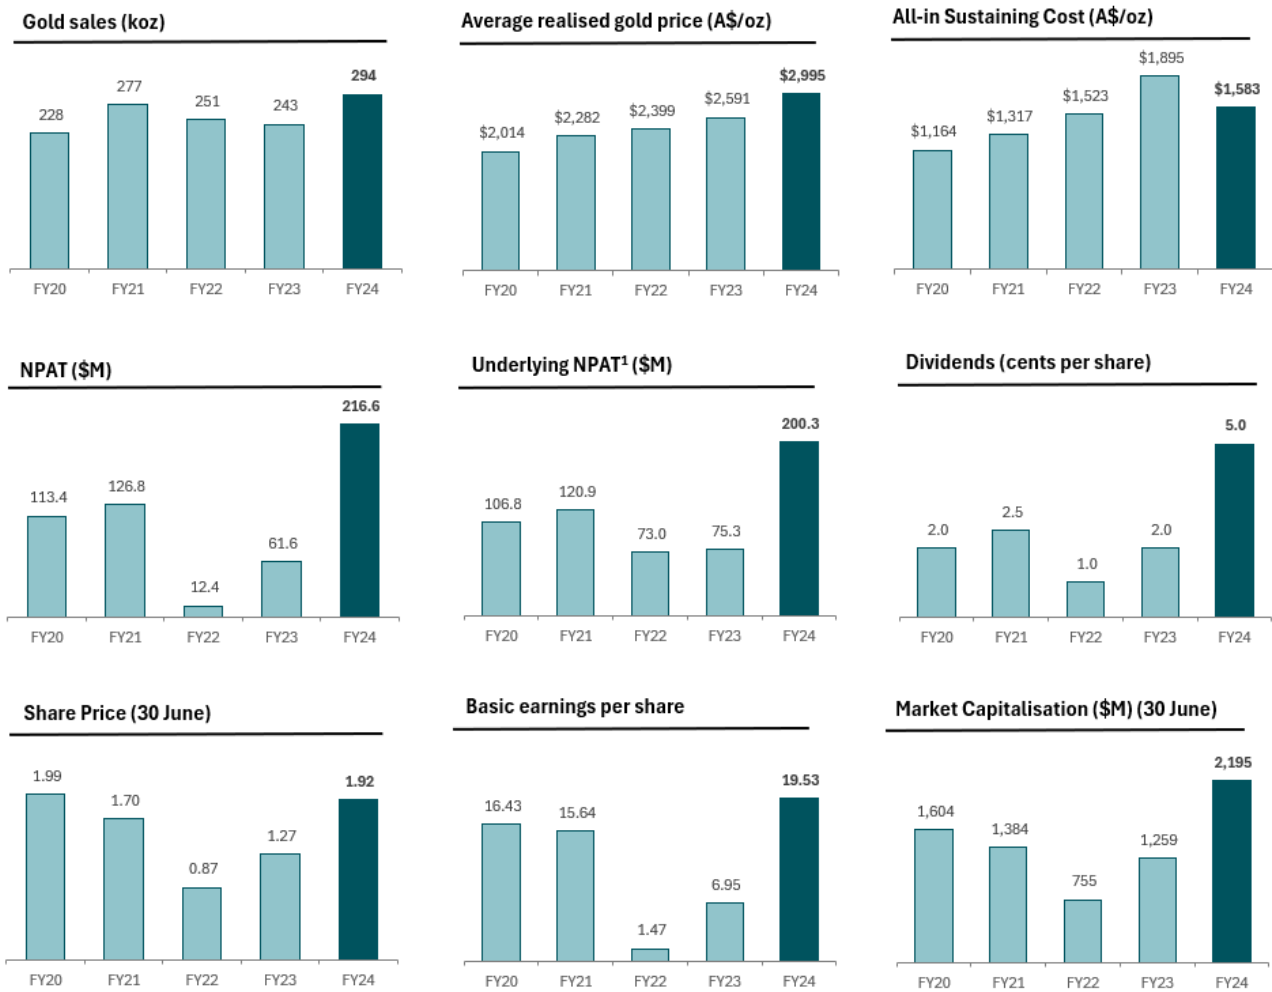 Gold sales (koz)
228
277
251
243
294
FY20
FY21
FY22
FY23
FY24
Average realised gold price (A$/oz)
$2,014
$2,282
$2,399
$2,591
$2,995
FY20
FY21
FY22
FY23
FY24
All-in Sustaining Cost (A$/oz)
$1,164
$1,317
$1,523
$1,895
$1,583
FY20
FY21
FY22
FY23
FY24
NPAT ($M)
113.4
126.8
12.4
61.6
216.6
FY20
FY21
FY22
FY23
FY24
Underlying NPAT¹ ($M)
106.8
120.9
73.0
75.3
200.3
FY20
FY21
FY22
FY23
FY24
Dividends (cents per share)
2.0
2.5
1.0
2.0
5.0
FY20
FY21
FY22
FY23
FY24
Share Price (30 June)
1.99
1.70
0.87
1.27
1.92
FY20
FY21
FY22
FY23
FY24
Basic earnings per share
16.43
15.64
1.47
6.95
19.53
FY20
FY21
FY22
FY23
FY24
Market Capitalisation ($M) (30 June)
1,604
1,384
755
1,259
2,195
FY20
FY21
FY22
FY23
FY24